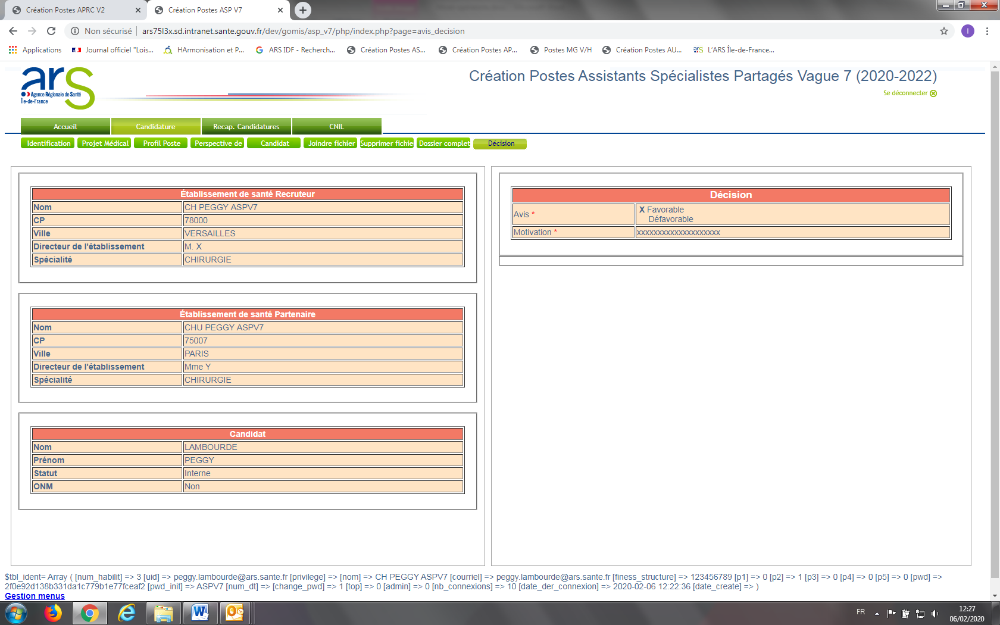 Création Postes APRC V2
Création Postes ASP V7
Non sécurisé
ars75l3x.sd.intranet.sante.gouv.fr/dev/gomis/asp_v7/php/index.php?page=avis_decision
I
Applications
Journal officiel "Lois...
HArmonisation et P...
ARS IDF - Recherch...
Création Postes AS...
Création Postes AP...
Postes MG V/H
Création Postes AU...
L'ARS Île-de-France...
ars
Agence Régionale de Santé
Île-de-France
Création Postes Assistants Spécialistes Partagés Vague 7 (2020-2022)
Se déconnecter
Accueil
Candidature
Recap. Candidatures
CNIL
Identification
Projet Médical
Profil Poste
Perspective de
Candidat
Joindre fichier
Supprimer fichie
Dossier complet
Décision
Établissement de santé Recruteur
Nom CH PEGGY ASPV7
CP 78000
Ville VERSAILLES
Directeur de l'établissement M. X
Spécialité CHIRURGIE
Établissement de santé Partenaire
Nom CHU PEGGY ASPV7
CP 75007
Ville PARIS
Directeur de l'établissement Mme Y
Spécialité CHIRURGIE
Candidat
Nom LAMBOURDE
Prénom PEGGY
Statut Interne
ONM Non
Décision
Avis * X Favorable
Défavorable
Motivation * xxxxxxxxxxxxxxxxxxxx
$tbl_ident= Array ( [num_habilit] => 3 [uid] => peggy.lambourde@ars.sante.fr [privilege] => [nom] => CH PEGGY ASPV7 [courriel] => peggy.lambourde@ars.sante.fr [finess_structure] => 123456789 [p1] => 0 [p2] => 1 [p3] => 0 [p4] => 0 [p5] => 0 [pwd] =>
2f0e92d138b331da1c779b1e77fceaf2 [pwd_init] => ASPV7 [num_dt] => [change_pwd] => 1 [top] => 0 [admin] => 0 [nb_connexions] => 10 [date_der_connexion] => 2020-02-06 12:22:36 [date_create] => )
Gestion menus
FR
12:27
06/02/2020